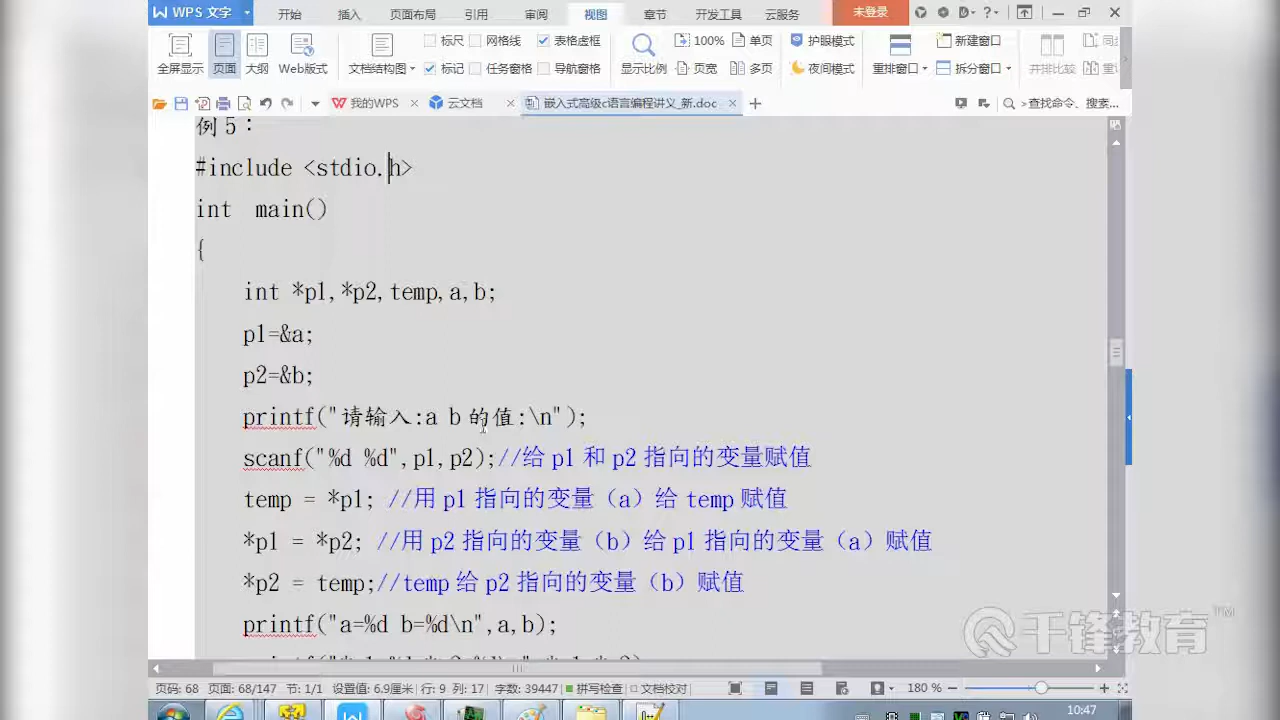 WPS 文字 开始 插入 页面布局 引用 审阅 视图 章节 开发工具 云服务 未登录
标尺 网格线 表格虚框 100% 单页 护眼模式 新建窗口
全屏显示 页面 大纲 Web版式 文档结构图 标记 任务窗格 导航窗格 显示比例 页宽 多页 夜间模式 重排窗口 拆分窗口 并排比较
我的WPS 云文档 嵌入式高级c语言编程讲义_新.doc 查找命令、搜索...
例 5：
#include <stdio.h>
int main()
{
int *p1,*p2,temp,a,b;
p1=&a;
p2=&b;
printf("请输入:a b 的值:\n");
scanf("%d %d",p1,p2);//给 p1 和 p2 指向的变量赋值
temp = *p1; //用 p1 指向的变量（a）给 temp 赋值
*p1 = *p2; //用 p2 指向的变量（b）给 p1 指向的变量（a）赋值
*p2 = temp;//temp 给 p2 指向的变量（b）赋值
printf("a=%d b=%d\n",a,b);
千锋教育™
页码: 68 页面: 68/147 节: 1/1 设置值: 6.9厘米 行: 9 列: 17 字数: 39447 拼写检查 文档校对 180 %
10:47